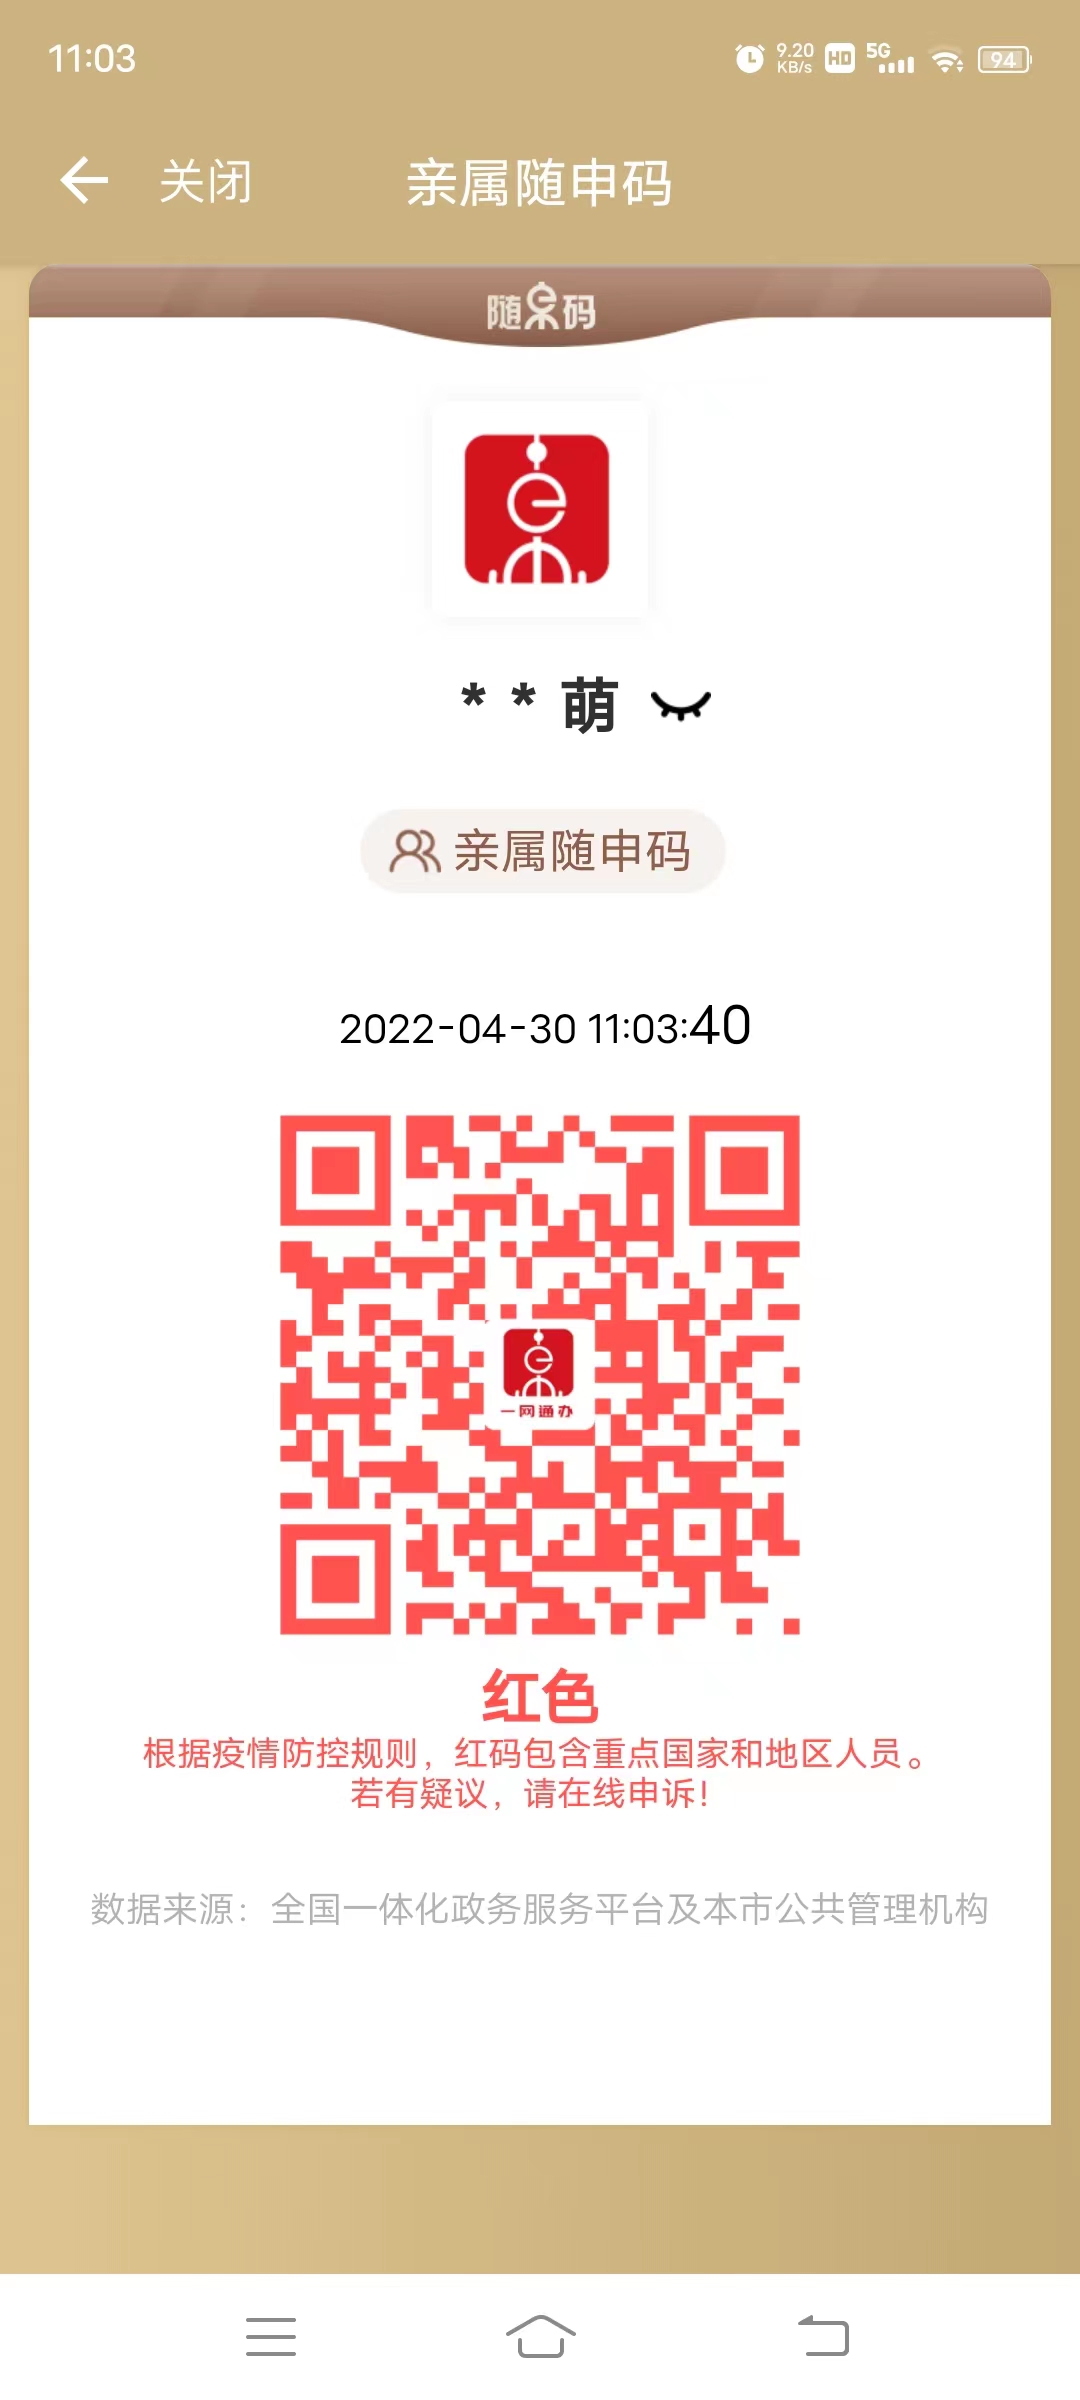 11:03
9.20
KB/s
HD
5G
94
关闭
亲属随申码
随申码
* * 萌
亲属随申码
2022-04-30 11:03:40
一网通办
红色
根据疫情防控规则，红码包含重点国家和地区人员。
若有疑议，请在线申诉！
数据来源：全国一体化政务服务平台及本市公共管理机构